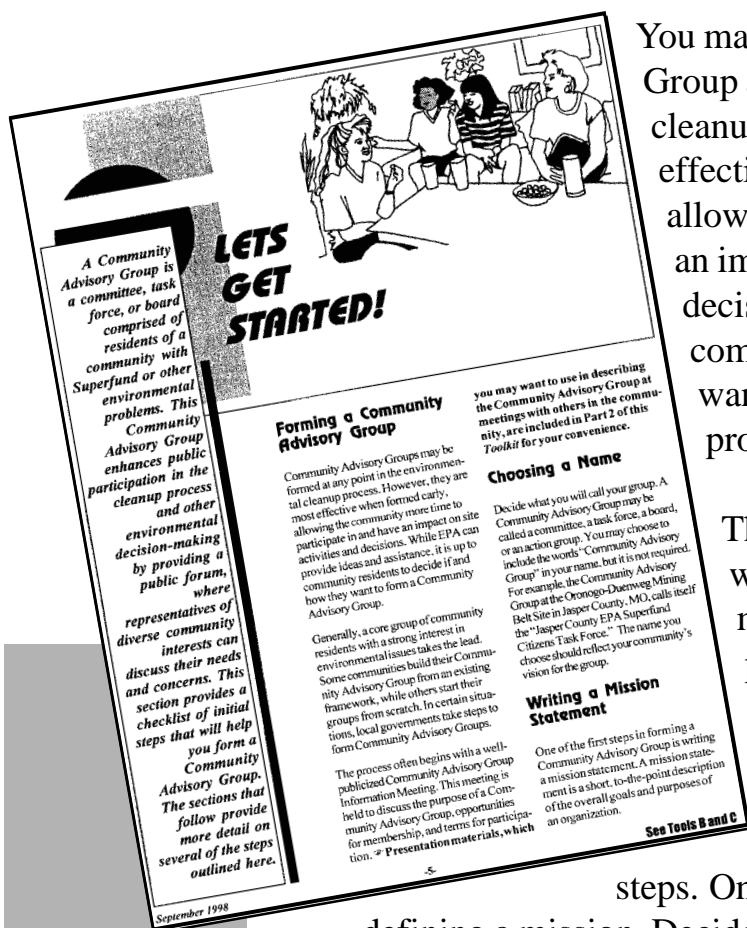 LETS
GET
STARTED!
A Community
Advisory Group is
a committee, task
force, or board
comprised of
residents of a
community with
Superfund or other
environmental
problems. This
Community
Advisory Group
enhances public
participation in the
cleanup process
and other
environmental
decision-making
by providing a
public forum,
where
representatives of
diverse community
interests can
discuss their needs
and concerns. This
section provides a
checklist of initial
steps that will help
you form a
Community
Advisory Group.
The sections that
follow provide
more detail on
several of the steps
outlined here.
September 1998
Forming a Community
Advisory Group
Community Advisory Groups may be
formed at any point in the environmen-
tal cleanup process. However, they are
most effective when formed early,
allowing the community more time to
participate in and have an impact on site
activities and decisions. While EPA can
provide ideas and assistance, it is up to
community residents to decide if and
how they want to form a Community
Advisory Group.
Generally, a core group of community
residents with a strong interest in
environmental issues takes the lead.
Some communities build their Commu-
nity Advisory Group from an existing
framework, while others start their
groups from scratch. In certain situa-
tions, local governments take steps to
form Community Advisory Groups.
The process often begins with a well-
publicized Community Advisory Group
Information Meeting. This meeting is
held to discuss the purpose of a Com-
munity Advisory Group, opportunities
for membership, and terms for participa-
tion. ☞ Presentation materials, which
you may want to use in describing
the Community Advisory Group at
meetings with others in the commu-
nity, are included in Part 2 of this
Toolkit for your convenience.
Choosing a Name
Decide what you will call your group. A
Community Advisory Group may be
called a committee, a task force, a board,
or an action group. You may choose to
include the words “Community Advisory
Group” in your name, but it is not required.
For example, the Community Advisory
Group at the Oronogo-Duenweg Mining
Belt Site in Jasper County, MO, calls itself
the “Jasper County EPA Superfund
Citizens Task Force.” The name you
choose should reflect your community’s
vision for the group.
Writing a Mission
Statement
One of the first steps in forming a
Community Advisory Group is writing
a mission statement. A mission state-
ment is a short, to-the-point description
of the overall goals and purposes of
an organization.
See Tools B and C
-5-
You ma
Group
cleanu
effecti
allow
an im
decis
com
wan
pro
Th
w
steps. On
defining a mission. Decide